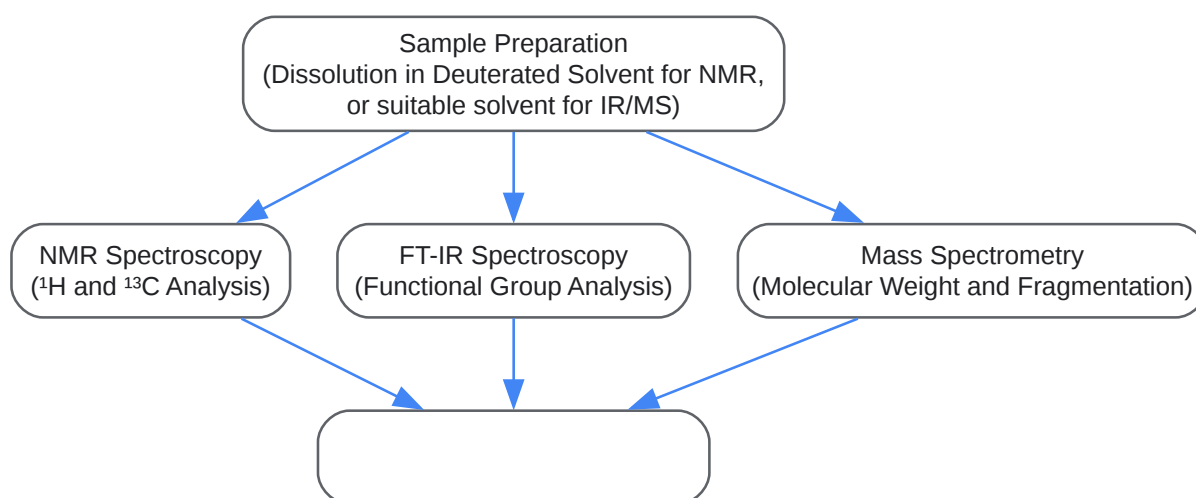 Sample Preparation
(Dissolution in Deuterated Solvent for NMR,
or suitable solvent for IR/MS)
NMR Spectroscopy
(¹H and ¹³C Analysis)
FT-IR Spectroscopy
(Functional Group Analysis)
Mass Spectrometry
(Molecular Weight and Fragmentation)